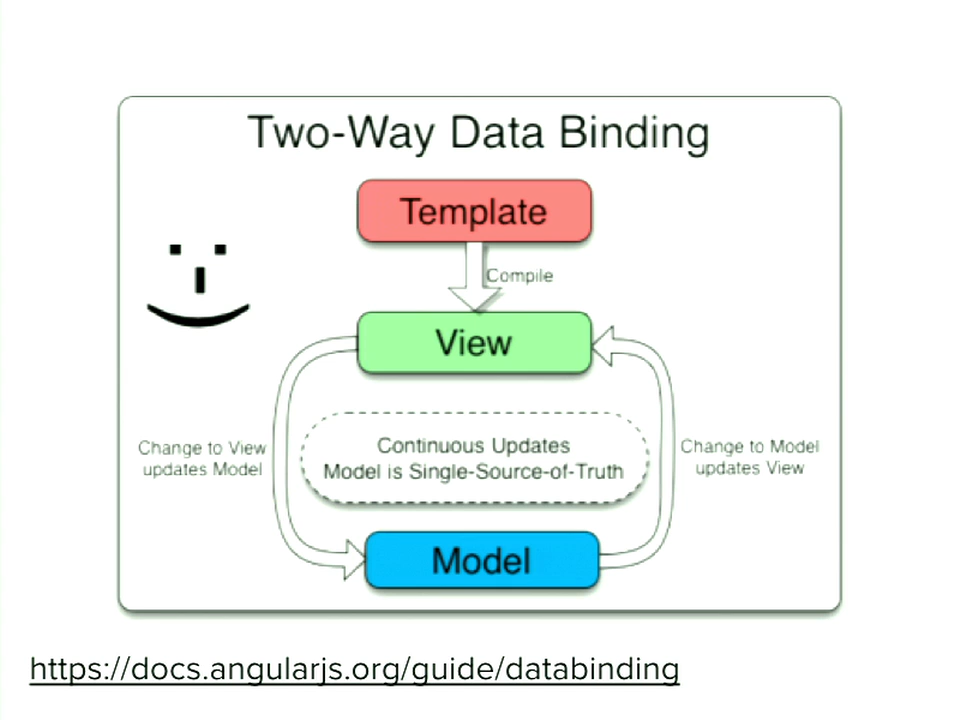 Two-Way Data Binding
Template
Compile
View
Change to View
updates Model
Continuous Updates
Model is Single-Source-of-Truth
Change to Model
updates View
Model
https://docs.angularjs.org/guide/databinding